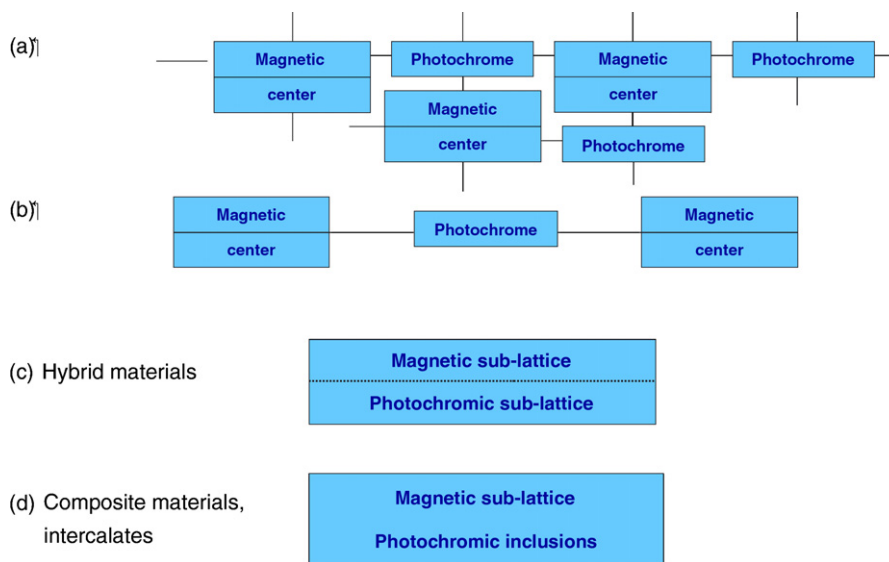 (a)
Magnetic Photochrome Magnetic Photochrome
center center
Magnetic
center Photochrome
(b)
Magnetic Magnetic
Photochrome
center center
(c) Hybrid materials
Magnetic sub-lattice
Photochromic sub-lattice
(d) Composite materials,
intercalates
Magnetic sub-lattice
Photochromic inclusions